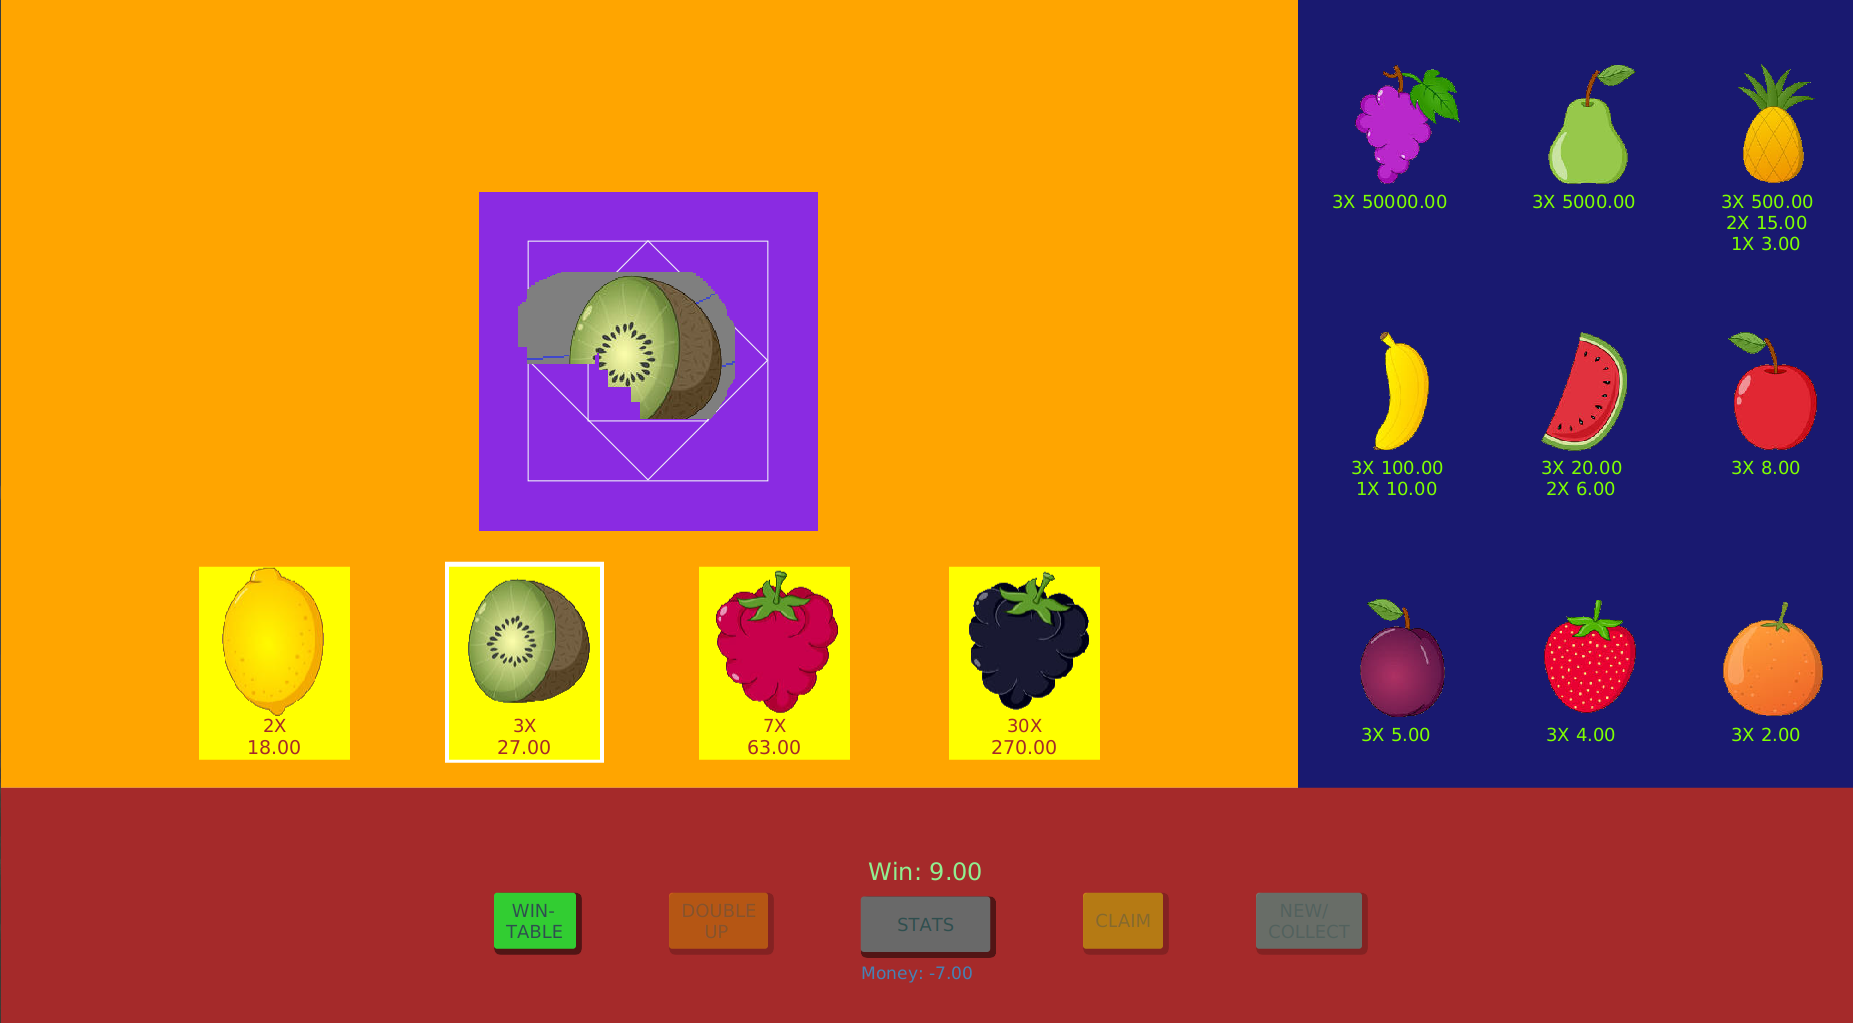 3X 50000.00
3X 5000.00
3X 500.00
2X 15.00
1X 3.00
3X 100.00
1X 10.00
3X 20.00
2X 6.00
3X 8.00
3X 5.00
3X 4.00
3X 2.00
2X
18.00
3X
27.00
7X
63.00
30X
270.00
Win: 9.00
WIN-
TABLE
DOUBLE
UP
STATS
CLAIM
NEW/
COLLECT
Money: -7.00